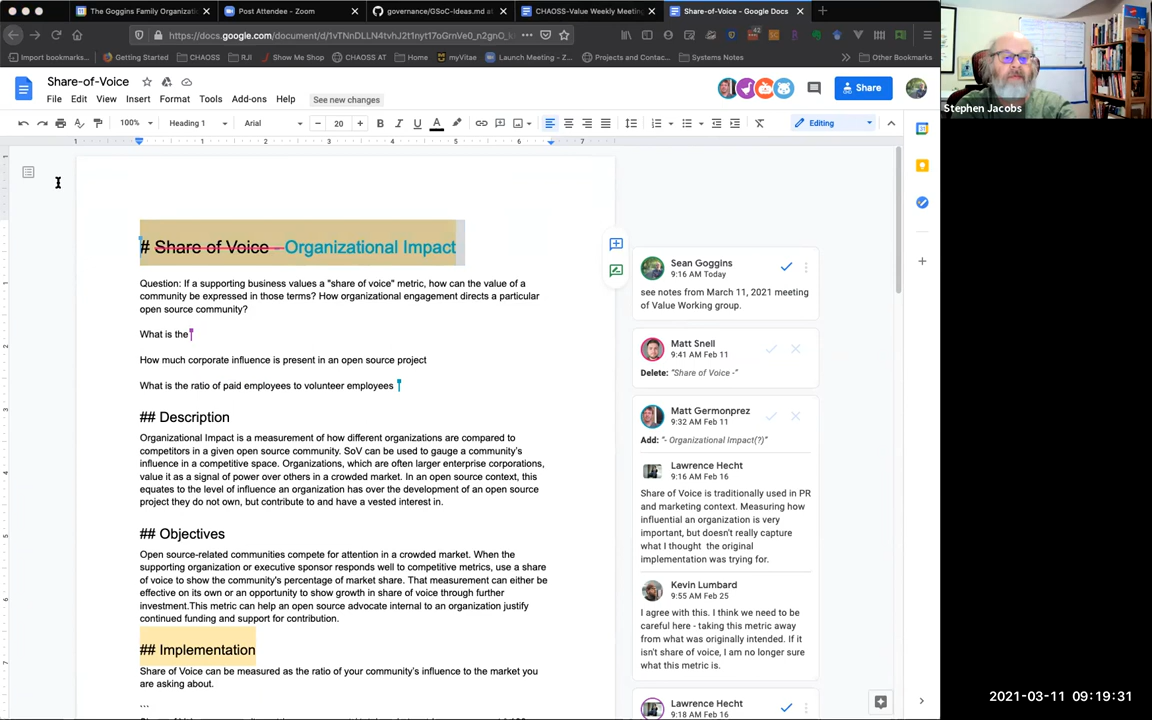 The Goggins Family Organizati
Post Attendee - Zoom
governance/GSoC-Ideas.md a
CHAOSS-Value Weekly Meetin
Share-of-Voice - Google Docs
https://docs.google.com/document/d/1vTNnDLLN4tvhJ2t1nyt17oGrnVe0_n2gnO_k
Import bookmarks...
Getting Started
CHAOSS
RJI
Show Me Shop
CHAOSS AT
Home
myVitae
Launch Meeting - Z...
Projects and Contac...
Systems Notes
Other Bookmarks
Share-of-Voice
File Edit View Insert Format Tools Add-ons Help
See new changes
Share
100%
Heading 1
Arial
20
Editing
# Share of Voice - Organizational Impact
Question: If a supporting business values a "share of voice" metric, how can the value of a
community be expressed in those terms? How organizational engagement directs a particular
open source community?
What is the
How much corporate influence is present in an open source project
What is the ratio of paid employees to volunteer employees
## Description
Organizational Impact is a measurement of how different organizations are compared to
competitors in a given open source community. SoV can be used to gauge a community's
influence in a competitive space. Organizations, which are often larger enterprise corporations,
value it as a signal of power over others in a crowded market. In an open source context, this
equates to the level of influence an organization has over the development of an open source
project they do not own, but contribute to and have a vested interest in.
## Objectives
Open source-related communities compete for attention in a crowded market. When the
supporting organization or executive sponsor responds well to competitive metrics, use a share
of voice to show the community's percentage of market share. That measurement can either be
effective on its own or an opportunity to show growth in share of voice through further
investment.This metric can help an open source advocate internal to an organization justify
continued funding and support for contribution.
## Implementation
Share of Voice can be measured as the ratio of your community's influence to the market you
are asking about.
...
Sean Goggins
9:16 AM Today
see notes from March 11, 2021 meeting
of Value Working group.
Matt Snell
9:41 AM Feb 11
Delete: "Share of Voice -"
Matt Germonprez
9:32 AM Feb 11
Add: "- Organizational Impact(?)"
Lawrence Hecht
9:16 AM Feb 16
Share of Voice is traditionally used in PR
and marketing context. Measuring how
influential an organization is very
important, but doesn't really capture
what I thought the original
implementation was trying for.
Kevin Lumbard
9:55 AM Feb 25
I agree with this. I think we need to be
careful here - taking this metric away
from what was originally intended. If it
isn't share of voice, I am no longer sure
what this metric is.
Lawrence Hecht
9:18 AM Feb 16
Stephen Jacobs
2021-03-11 09:19:31